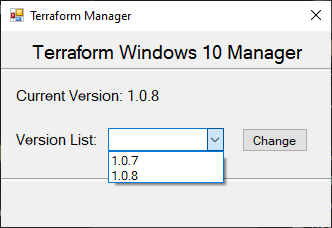 Terraform Manager
Terraform Windows 10 Manager
Current Version: 1.0.8
Version List:
Change
1.0.7
1.0.8